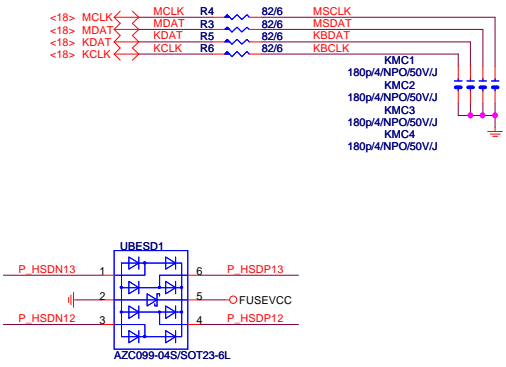 <18> MCLK MCLK R4 82/6 MSCLK
<18> MDAT MDAT R3 82/6 MSDAT
<18> KDAT KDAT R5 82/6 KBDAT
<18> KCLK KCLK R6 82/6 KBCLK
KMC1
180p/4/NPO/50V/J
KMC2
180p/4/NPO/50V/J
KMC3
180p/4/NPO/50V/J
KMC4
180p/4/NPO/50V/J
UBESD1
P_HSDN13 1 6 P_HSDP13
2 5 FUSEVCC
P_HSDN12 3 4 P_HSDP12
AZC099-04S/SOT23-6L